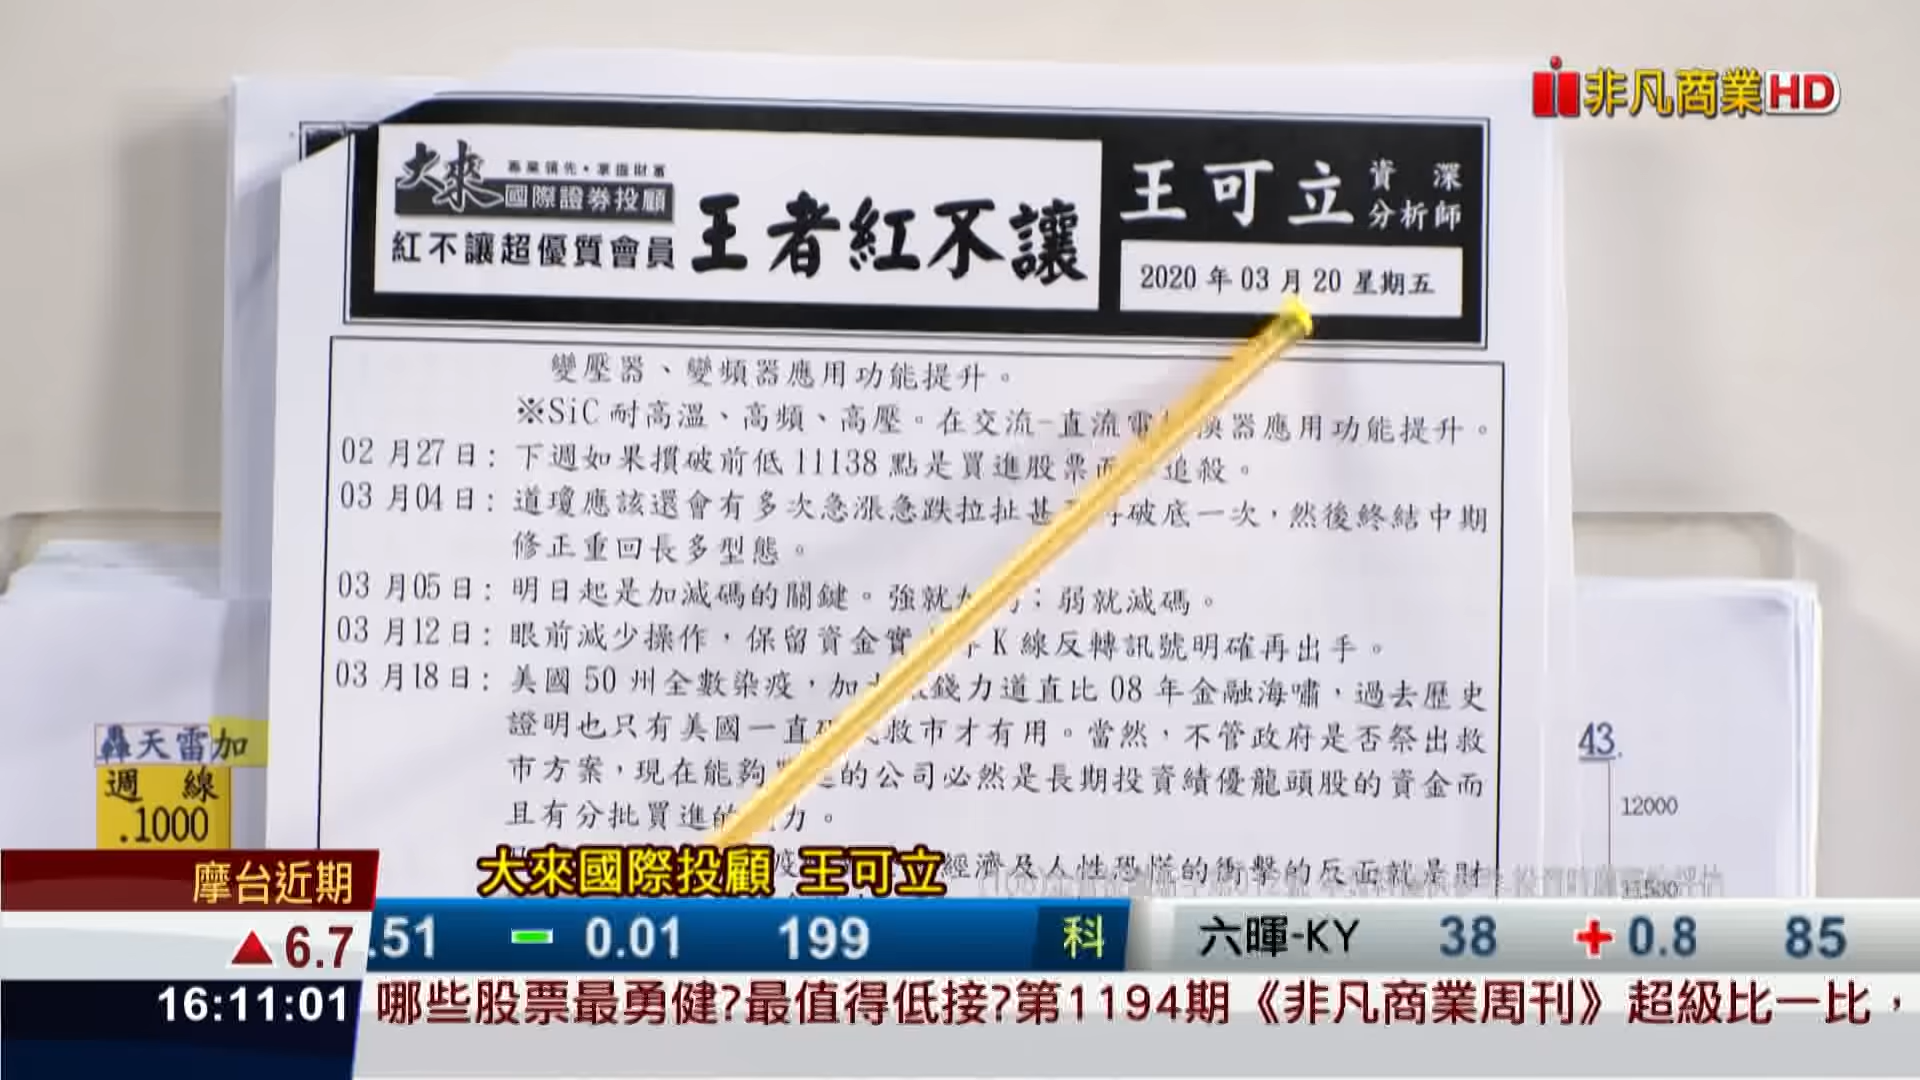 非凡商業HD
專業領先・掌握財富
大來 國際證券投顧
紅不讓超優質會員
王者紅不讓
王可立 資深分析師
2020 年 03 月 20 星期五
變壓器、變頻器應用功能提升。
※SiC 耐高溫、高頻、高壓。在交流-直流電 換器應用功能提升。
02 月27日: 下週如果摜破前低 11138 點是買進股票而 追殺。
03 月04日: 道瓊應該還會有多次急漲急跌拉扯甚 再破底一次，然後終結中期
修正重回長多型態。
03 月05日: 明日起是加減碼的關鍵。強就 ；弱就減碼。
03 月12日: 眼前減少操作，保留資金實 K 線反轉訊號明確再出手。
03 月18日: 美國 50 州全數染疫，加 錢力道直比 08 年金融海嘯，過去歷史
證明也只有美國一直 救市才有用。當然，不管政府是否祭出救
市方案，現在能夠 的公司必然是長期投資績優龍頭股的資金而
且有分批買進的 力。
疫 經濟及人性恐慌的衝擊的反面就是財
轟天雷加
週 線
.1000
43.
12000
11500
大來國際投顧 王可立
摩台近期
▲6.7
.51 0.01 199 科 六暉-KY 38 +0.8 85
16:11:01
哪些股票最勇健?最值得低接?第1194期《非凡商業周刊》超級比一比，